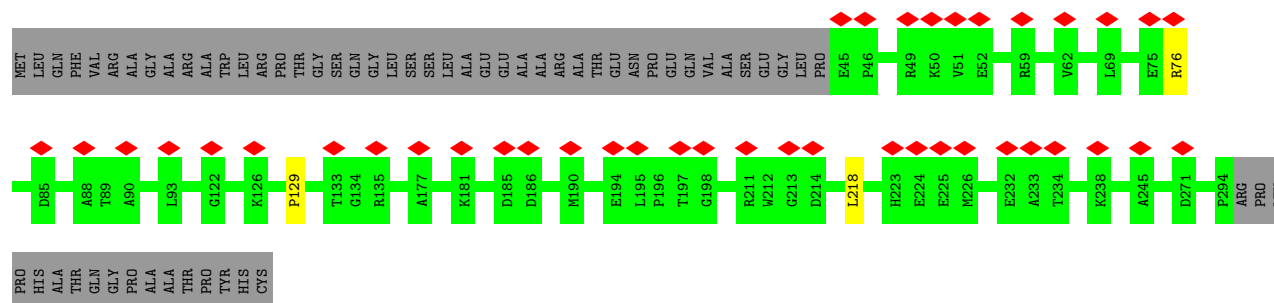 MET LEU GLN PHE VAL ARG ALA GLY ALA ARG ALA TRP LEU ARG PRO THR GLY SER GLN GLY LEU SER SER LEU ALA GLU GLU ALA ALA ARG ALA THR GLU ASN PRO GLU GLN VAL ALA SER GLU GLY LEU PRO E45 P46 R49 K50 V51 E52 R59 V62 L69 E75 R76
D85 A88 T89 A90 L93 G122 K126 P129 T133 G134 R135 A177 K181 D185 D186 M190 E194 L195 P196 T197 G198 R211 W212 G213 D214 L218 H223 E224 E225 M226 E232 A233 T234 K238 A245 D271 P294 ARG PRO
PRO HIS ALA THR GLN GLY PRO ALA ALA THR PRO TYR HIS CYS